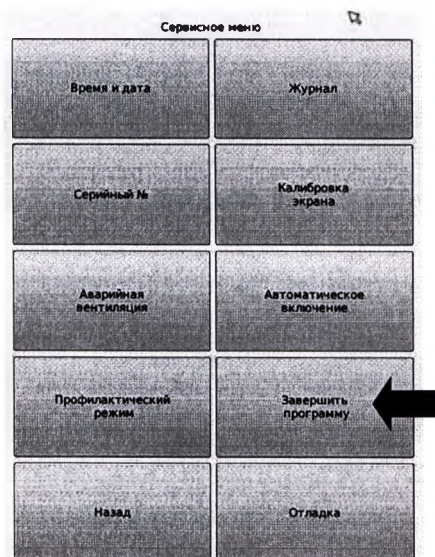 Сервисное меню
Время и дата
Журнал
Серийный №
Калибровка
экрана
Аварийная
вентиляция
Автоматическое
включение
Профилактический
режим
Завершить
программу
Назад
Отладка